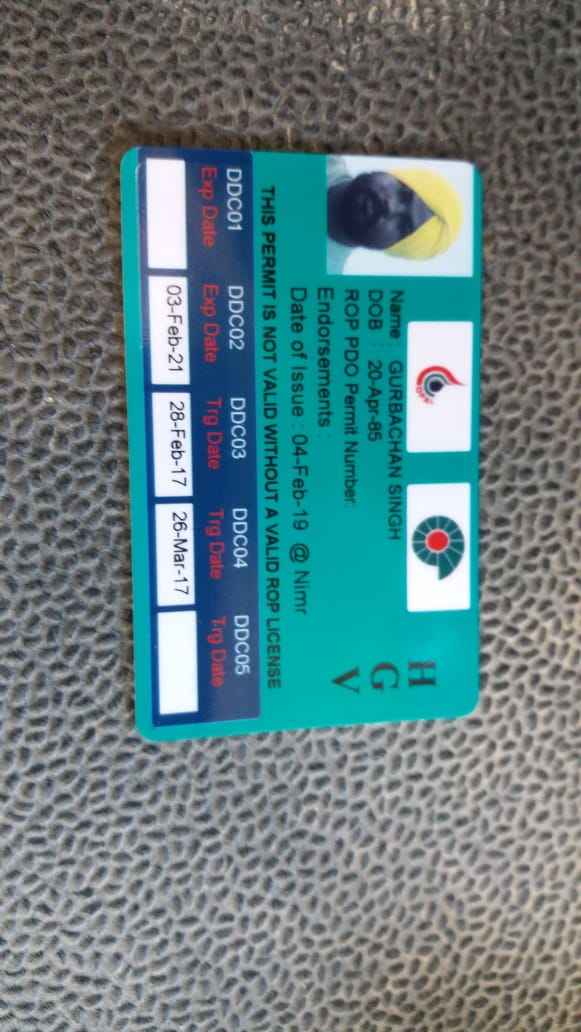 OPAL
H
G
V
Name : GURBACHAN SINGH
DOB : 20-Apr-85
ROP PDO Permit Number:
Endorsements :
Date of Issue : 04-Feb-19 @ Nimr
THIS PERMIT IS NOT VALID WITHOUT A VALID ROP LICENSE
DDC01 DDC02 DDC03 DDC04 DDC05
Exp Date Exp Date Trg Date Trg Date Trg Date
03-Feb-21 28-Feb-17 26-Mar-17